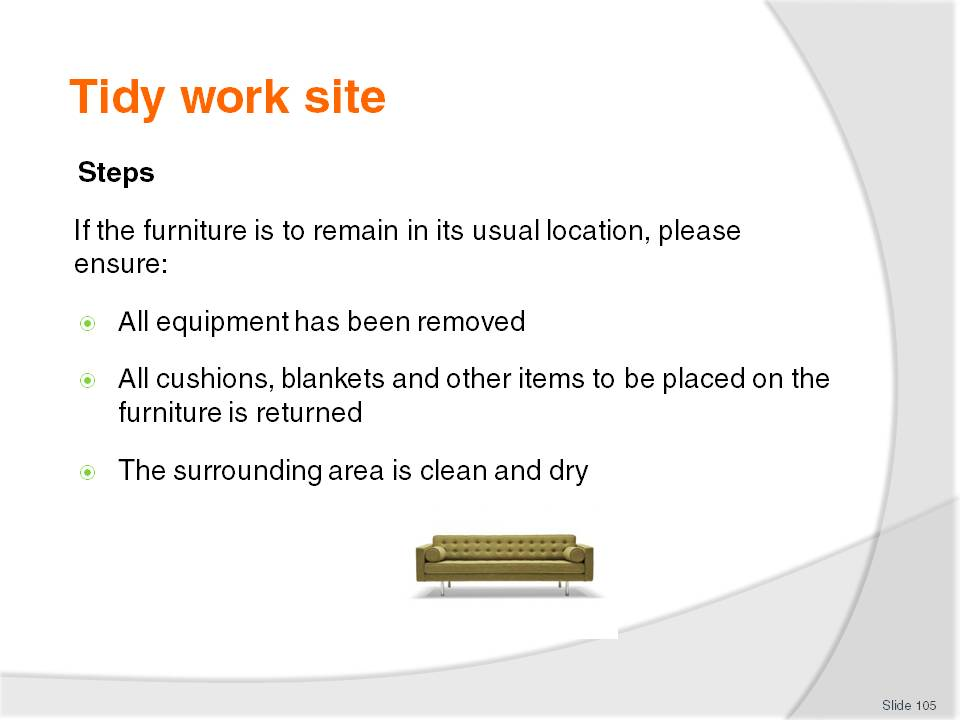 Tidy work site
Steps
If the furniture is to remain in its usual location, please
ensure:
All equipment has been removed
All cushions, blankets and other items to be placed on the
furniture is returned
The surrounding area is clean and dry
Slide 105